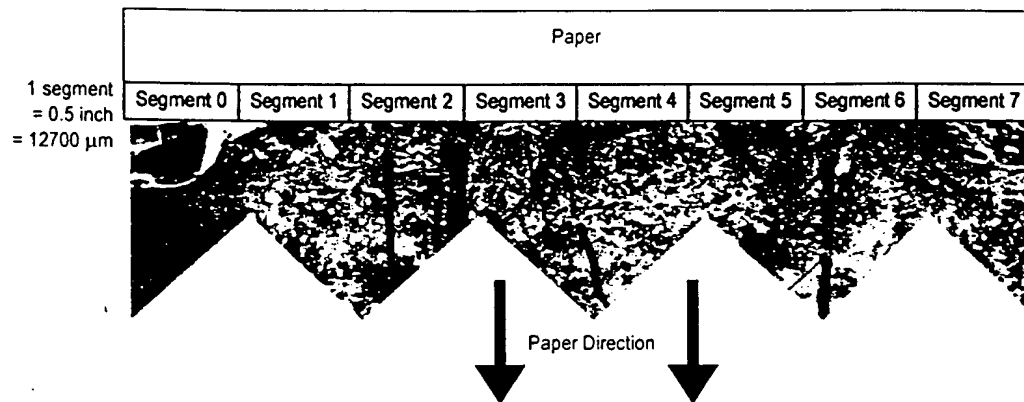 Paper
1 segment
= 0.5 inch
= 12700 µm
Segment 0 Segment 1 Segment 2 Segment 3 Segment 4 Segment 5 Segment 6 Segment 7
Paper Direction